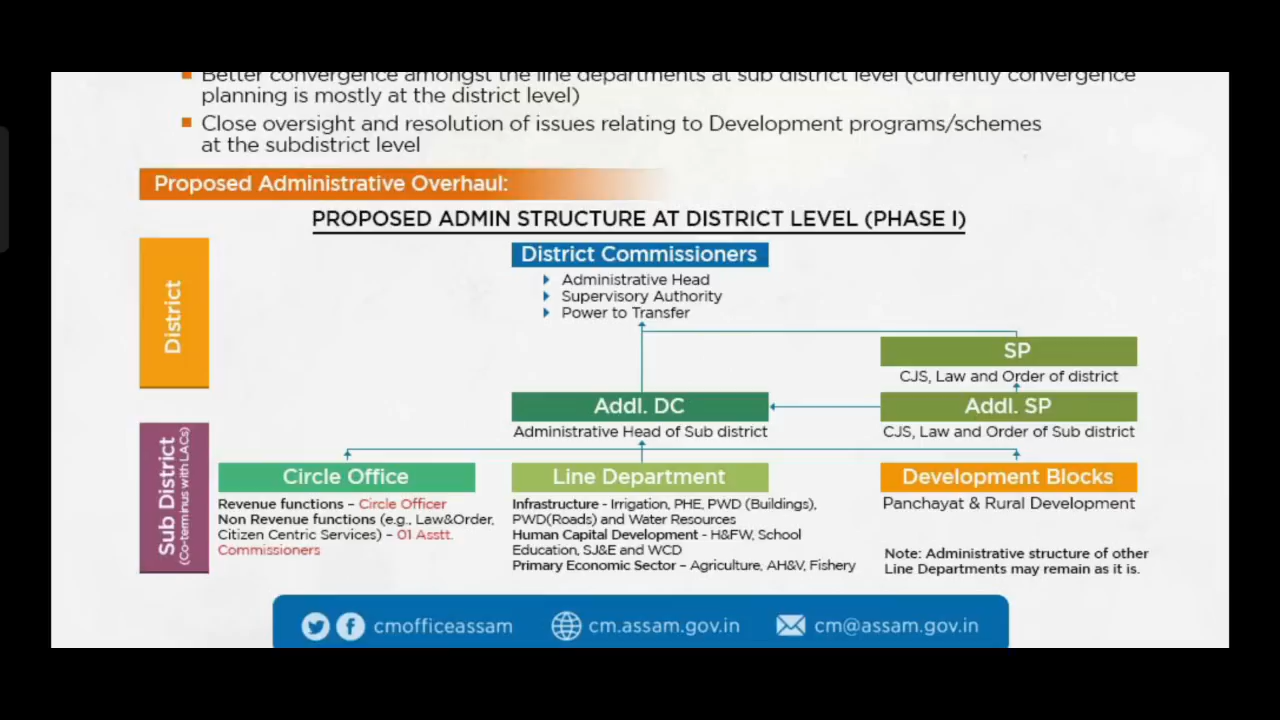 Better convergence amongst the line departments at sub district level (currently convergence
planning is mostly at the district level)
Close oversight and resolution of issues relating to Development programs/schemes
at the subdistrict level
Proposed Administrative Overhaul:
PROPOSED ADMIN STRUCTURE AT DISTRICT LEVEL (PHASE I)
District
District Commissioners
Administrative Head
Supervisory Authority
Power to Transfer
SP
CJS, Law and Order of district
Addl. DC
Administrative Head of Sub district
Addl. SP
CJS, Law and Order of Sub district
Sub District
(Co-terminus with LACs)
Circle Office
Revenue functions – Circle Officer
Non Revenue functions (e.g., Law&Order,
Citizen Centric Services) – 01 Asstt.
Commissioners
Line Department
Infrastructure - Irrigation, PHE, PWD (Buildings),
PWD(Roads) and Water Resources
Human Capital Development - H&FW, School
Education, SJ&E and WCD
Primary Economic Sector – Agriculture, AH&V, Fishery
Development Blocks
Panchayat & Rural Development
Note: Administrative structure of other
Line Departments may remain as it is.
cmofficeassam
cm.assam.gov.in
cm@assam.gov.in